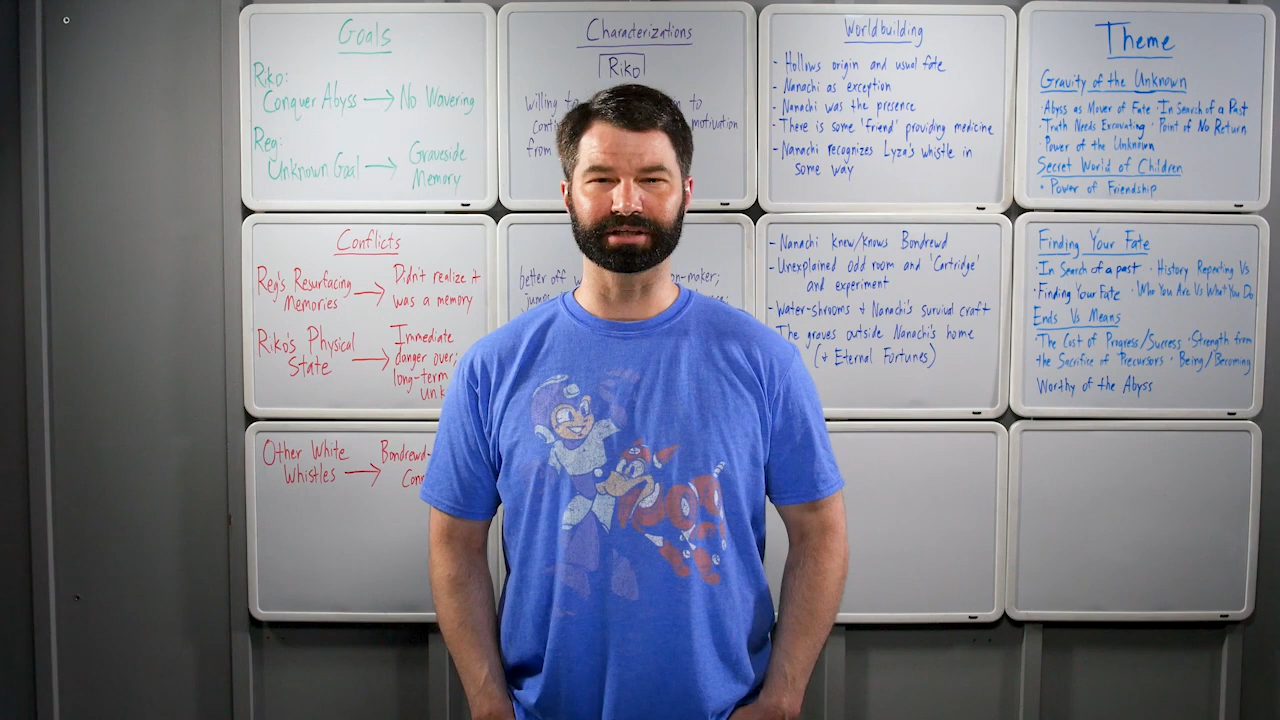 Goals
Riko:
Conquer Abyss → No Wavering
Reg:
Unknown Goal → Graveside
Memory
Characterizations
Riko
willing to
to
motivation
from
Worldbuilding
- Hollows origin and usual fate
- Nanachi as exception
- Nanachi was the presence
- There is some 'friend' providing medicine
- Nanachi recognizes Lyza's whistle in
some way
Theme
Gravity of the Unknown
· Abyss as Mover of Fate · In Search of a Past
· Truth Needs Excavating · Point of No Return
· Power of the Unknown
Secret World of Children
· Power of Friendship
Conflicts
Reg's Resurfacing
Memories → Didn't realize it
was a memory
Riko's Physical
State → Immediate
danger over;
long-term
better off
- Nanachi knew/knows Bondrewd
- Unexplained odd room and 'Cartridge'
and experiment
- Water-shrooms + Nanachi's survival craft
- The graves outside Nanachi's home
(+ Eternal Fortunes)
Finding Your Fate
· In Search of a past · History Repeating Vs
· Finding Your Fate · Who You Are Vs What You Do
Ends Vs Means
· The Cost of Progress/Success · Strength from
the Sacrifice of Precursors · Being/Becoming
Worthy of the Abyss
Other White
Whistles → Bondrewd-